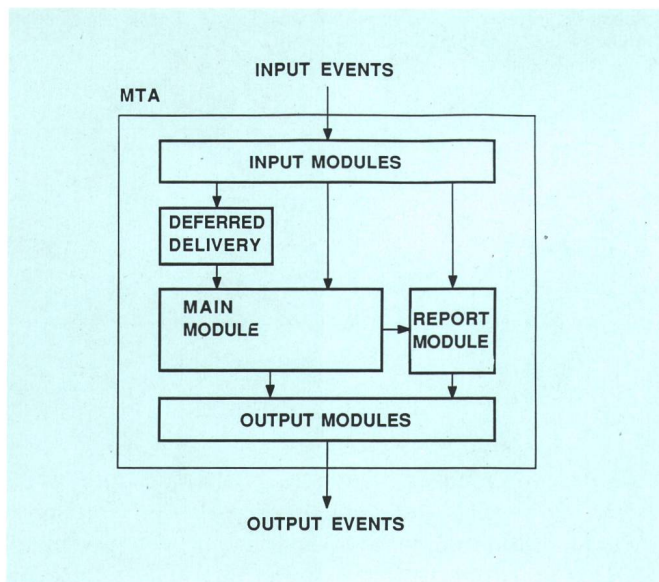 INPUT EVENTS
MTA
INPUT MODULES
DEFERRED
DELIVERY
MAIN
MODULE
REPORT
MODULE
OUTPUT MODULES
OUTPUT EVENTS